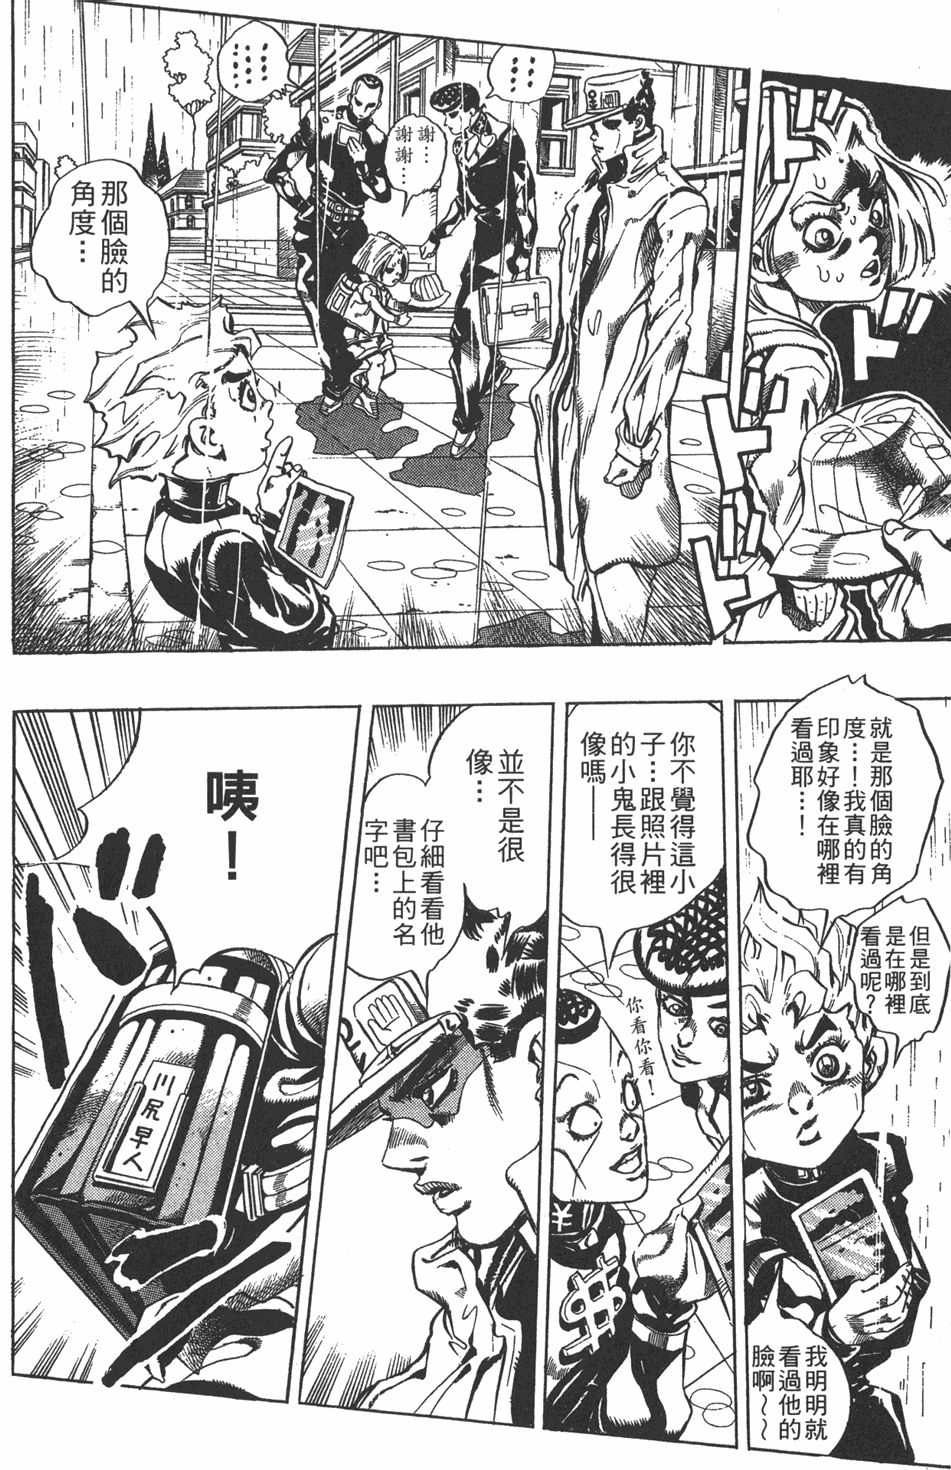 ドドドド
……
……
……
謝…
謝謝…
那個臉的
角度…
就是那個臉的角
度…！我真的有
印象好像在哪裡
看過耶…！
但是到底
是在哪裡
看過呢？
我明明就
看過他的
臉啊～～
你不覺得這小
子…跟照片裡
的小鬼長得很
像嗎——
你看你看！
並不是很
像…
仔細看看他
書包上的名
字吧…
咦！
川尻早人